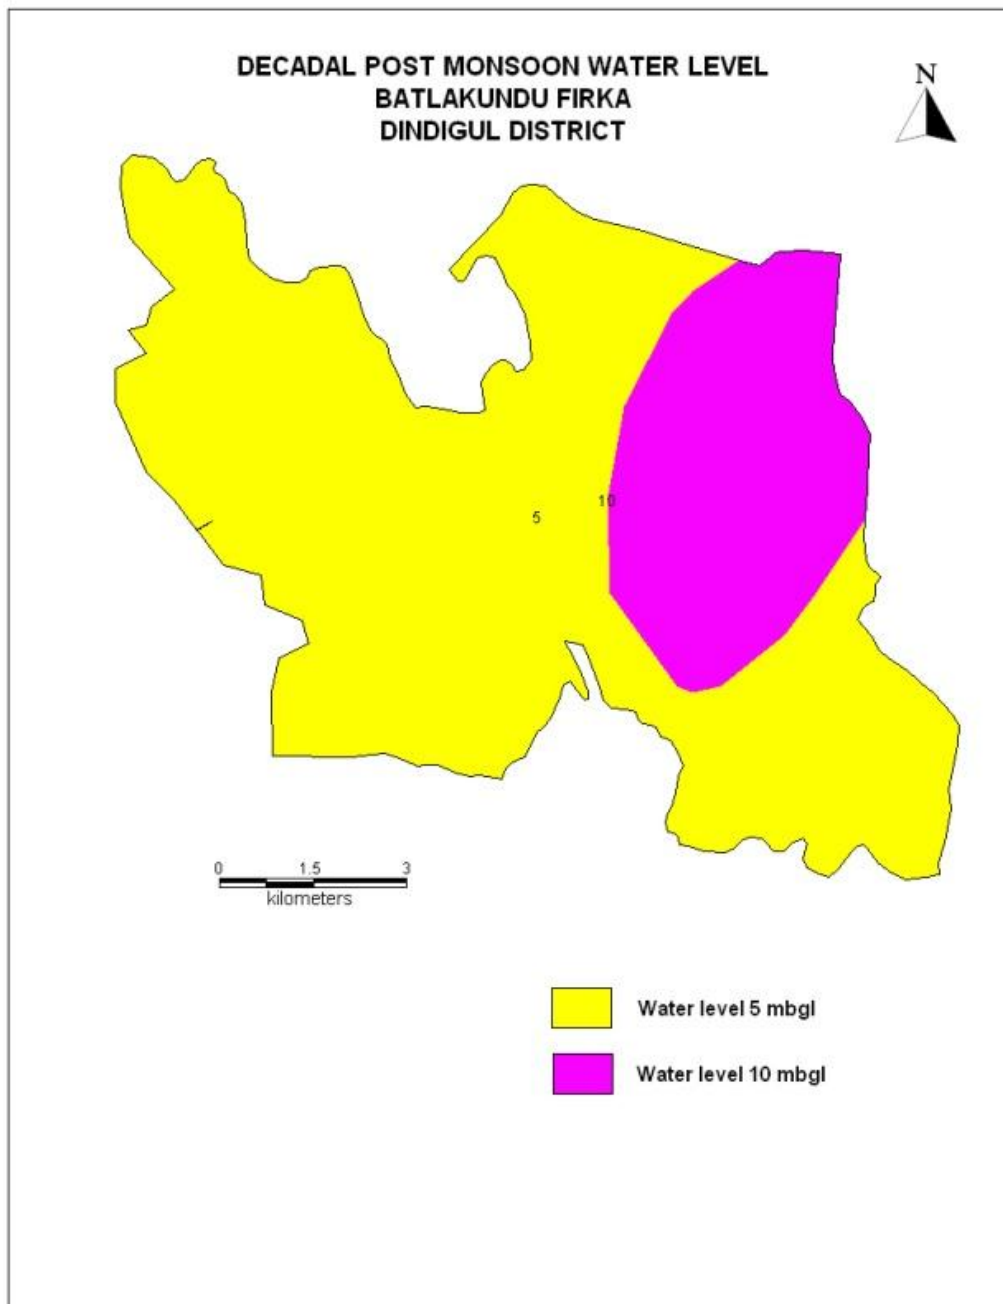 DECADAL POST MONSOON WATER LEVEL
BATLAKUNDU FIRKA
DINDIGUL DISTRICT
N
10
5
0 1.5 3
kilometers
Water level 5 mbgl
Water level 10 mbgl